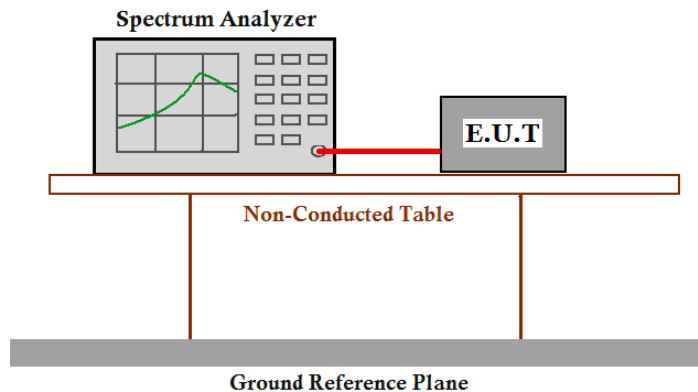 Spectrum Analyzer
E.U.T
Non-Conducted Table
Ground Reference Plane